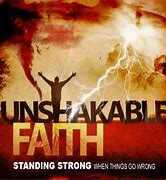 UNSHAKABLE
FAITH
STANDING STRONG WHEN THINGS GO WRONG